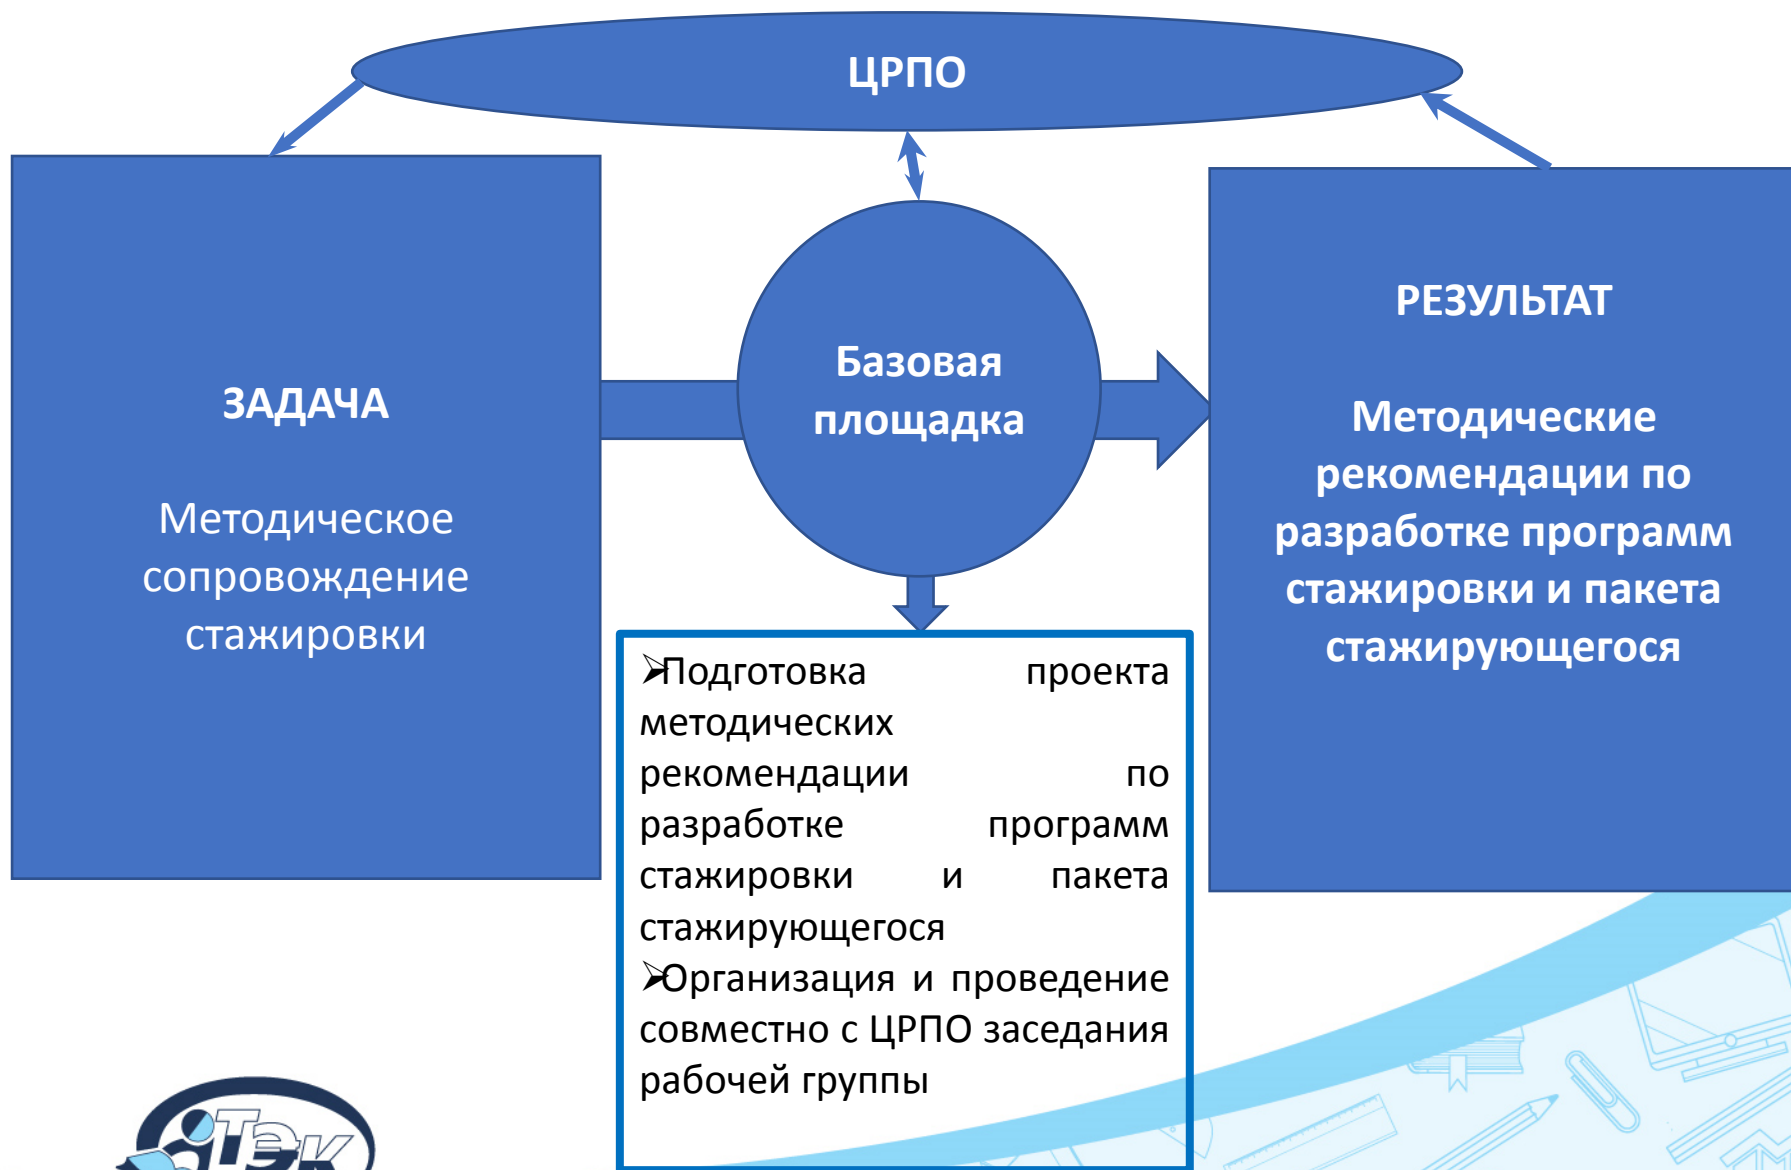 ЦРПО
ЗАДАЧА
Методическое
сопровождение
стажировки
Базовая
площадка
РЕЗУЛЬТАТ
Методические
рекомендации по
разработке программ
стажировки и пакета
стажирующегося
➢Подготовка проекта
методических
рекомендации по
разработке программ
стажировки и пакета
стажирующегося
➢Организация и проведение
совместно с ЦРПО заседания
рабочей группы
ТЭК